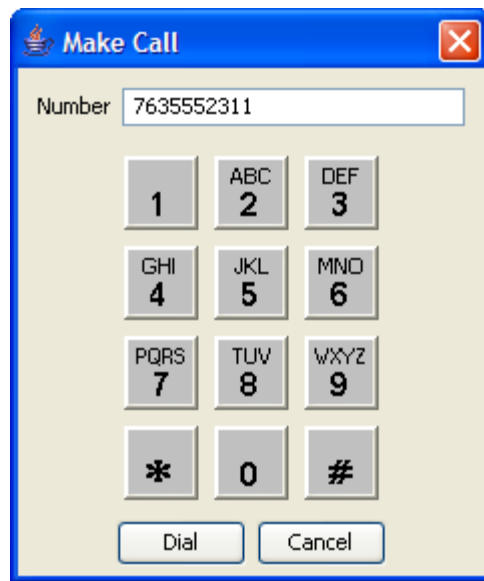 Make Call
Number 7635552311
ABC DEF
1 2 3
GHI JKL MNO
4 5 6
PQRS TUV WXYZ
7 8 9
* 0 #
Dial Cancel